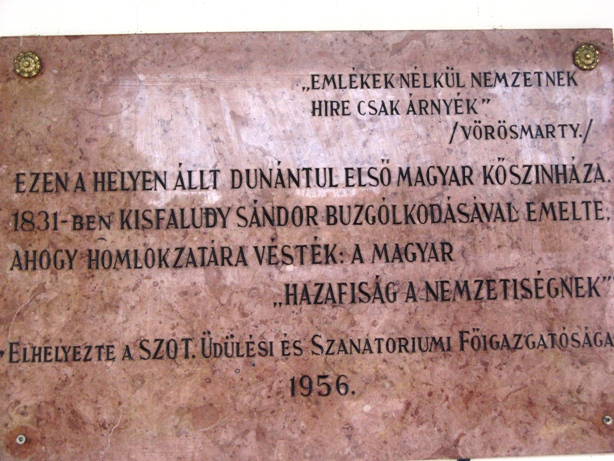 „EMLÉKEK NÉLKÜL NEMZETNEK
HIRE CSAK ÁRNYÉK”
/VÖRÖSMARTY./
EZEN A HELYEN ÁLLT DUNÁNTUL ELSŐ MAGYAR KŐSZINHÁZA.
1831-BEN KISFALUDY SÁNDOR BUZGÓLKODÁSÁVAL EMELTE,
AHOGY HOMLOKZATÁRA VÉSTÉK: A MAGYAR
„HAZAFISÁG A NEMZETISÉGNEK”
ELHELYEZTE A SZOT. ÜDÜLÉSI ÉS SZANATORIUMI FŐIGAZGATÓSÁGA
1956.